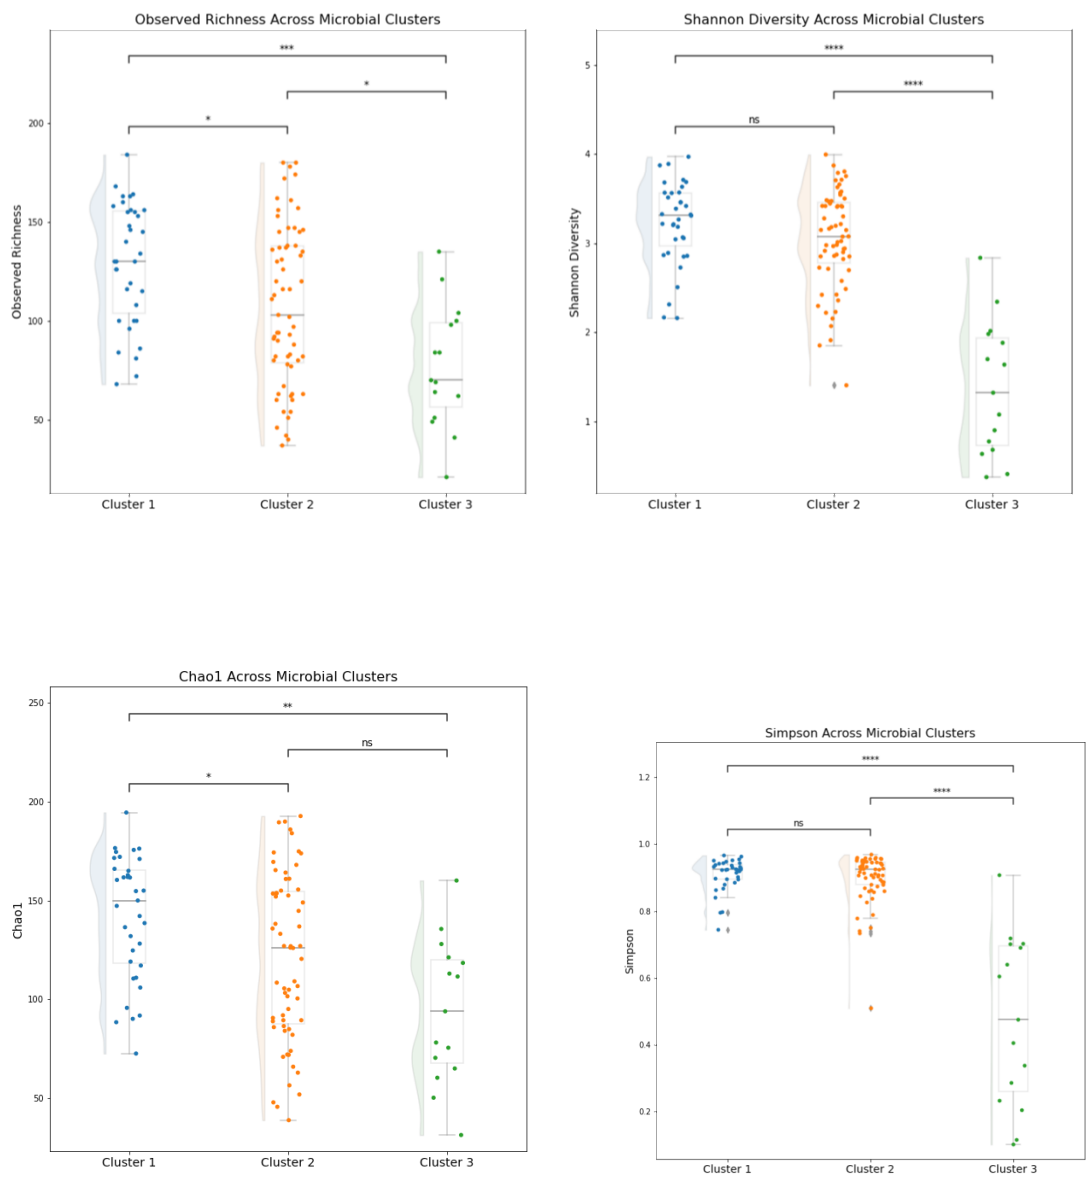 Observed Richness Across Microbial Clusters
***
*
*
200
150
100
50
Observed Richness
Cluster 1
Cluster 2
Cluster 3
Shannon Diversity Across Microbial Clusters
****
****
ns
5
4
3
2
1
Shannon Diversity
Cluster 1
Cluster 2
Cluster 3
Chao1 Across Microbial Clusters
**
ns
*
250
200
150
100
50
Chao1
Cluster 1
Cluster 2
Cluster 3
Simpson Across Microbial Clusters
****
****
ns
1.2
1.0
0.8
0.6
0.4
0.2
Simpson
Cluster 1
Cluster 2
Cluster 3